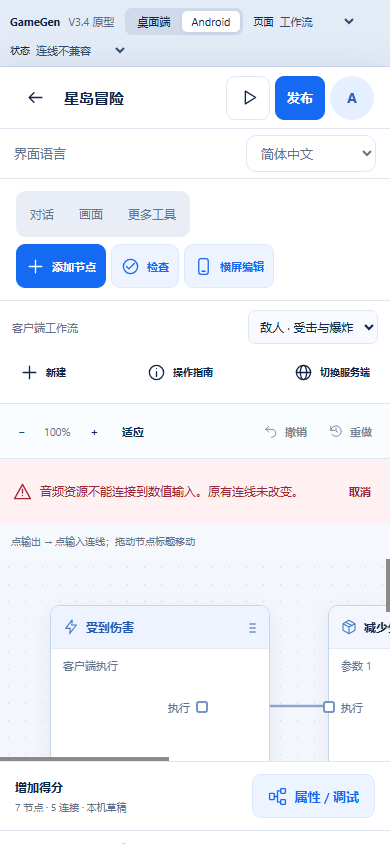 GameGen V3.4 原型 桌面端 Android 页面 工作流
状态 连线不兼容
星岛冒险 发布 A
界面语言 简体中文
对话 画面 更多工具
添加节点 检查 横屏编辑
客户端工作流 敌人 · 受击与爆炸
新建 操作指南 切换服务端
− 100% + 适应 撤销 重做
音频资源不能连接到数值输入。原有连线未改变。 取消
点输出 → 点输入连线；拖动节点标题移动
受到伤害 减少
客户端执行 参数 1
执行 执行
增加得分
7 节点 · 5 连接 · 本机草稿 属性 / 调试